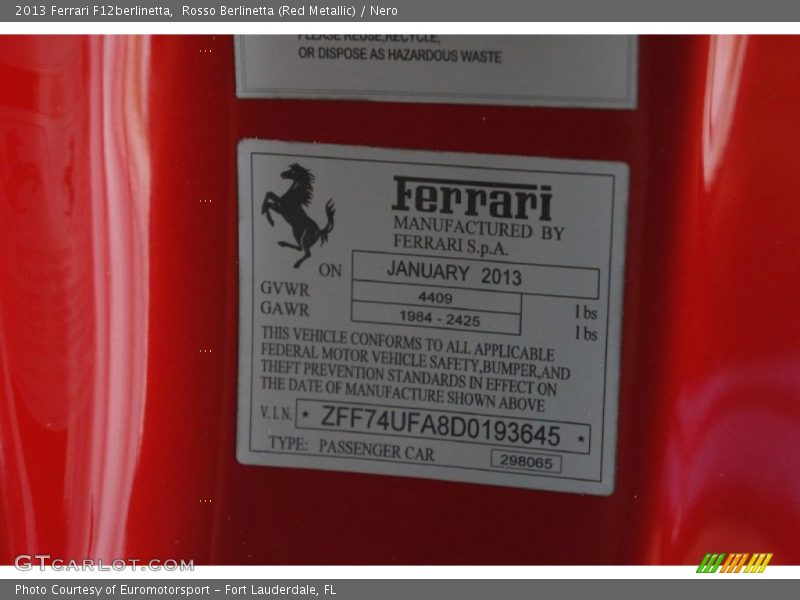 2013 Ferrari F12berlinetta,  Rosso Berlinetta (Red Metallic) / Nero
PLEASE REUSE,RECYCLE,
OR DISPOSE AS HAZARDOUS WASTE
Ferrari
MANUFACTURED BY
FERRARI S.p.A.
ON JANUARY 2013
GVWR 4409 lbs
GAWR 1984 - 2425 lbs
THIS VEHICLE CONFORMS TO ALL APPLICABLE
FEDERAL MOTOR VEHICLE SAFETY,BUMPER,AND
THEFT PREVENTION STANDARDS IN EFFECT ON
THE DATE OF MANUFACTURE SHOWN ABOVE
V.I.N. * ZFF74UFA8D0193645 *
TYPE: PASSENGER CAR 298065
GTCARLOT.COM
Photo Courtesy of Euromotorsport – Fort Lauderdale, FL